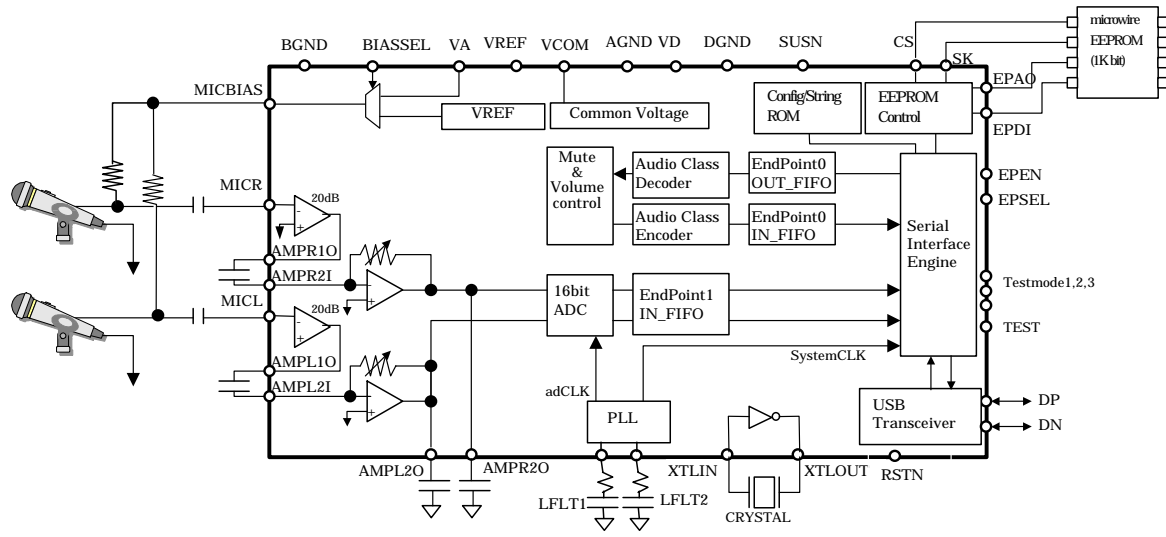 microwire
EEPROM
(1K bit)
BGND
BIASSEL
VA
VREF
VCOM
AGND
VD
DGND
SUSN
CS
SK
EPAO
EPDI
MICBIAS
VREF
Common Voltage
Config/String
ROM
EEPROM
Control
Mute
&
Volume
control
Audio Class
Decoder
EndPoint0
OUT_FIFO
Audio Class
Encoder
EndPoint0
IN_FIFO
Serial
Interface
Engine
EPEN
EPSEL
MICR
20dB
-
+
AMPR1O
AMPR2I
-
+
MICL
20dB
-
+
AMPL1O
AMPL2I
-
+
16bit
ADC
EndPoint1
IN_FIFO
Testmode1,2,3
TEST
SystemCLK
adCLK
PLL
USB
Transceiver
DP
DN
AMPL2O
AMPR2O
XTLIN
XTLOUT
RSTN
LFLT1
LFLT2
CRYSTAL